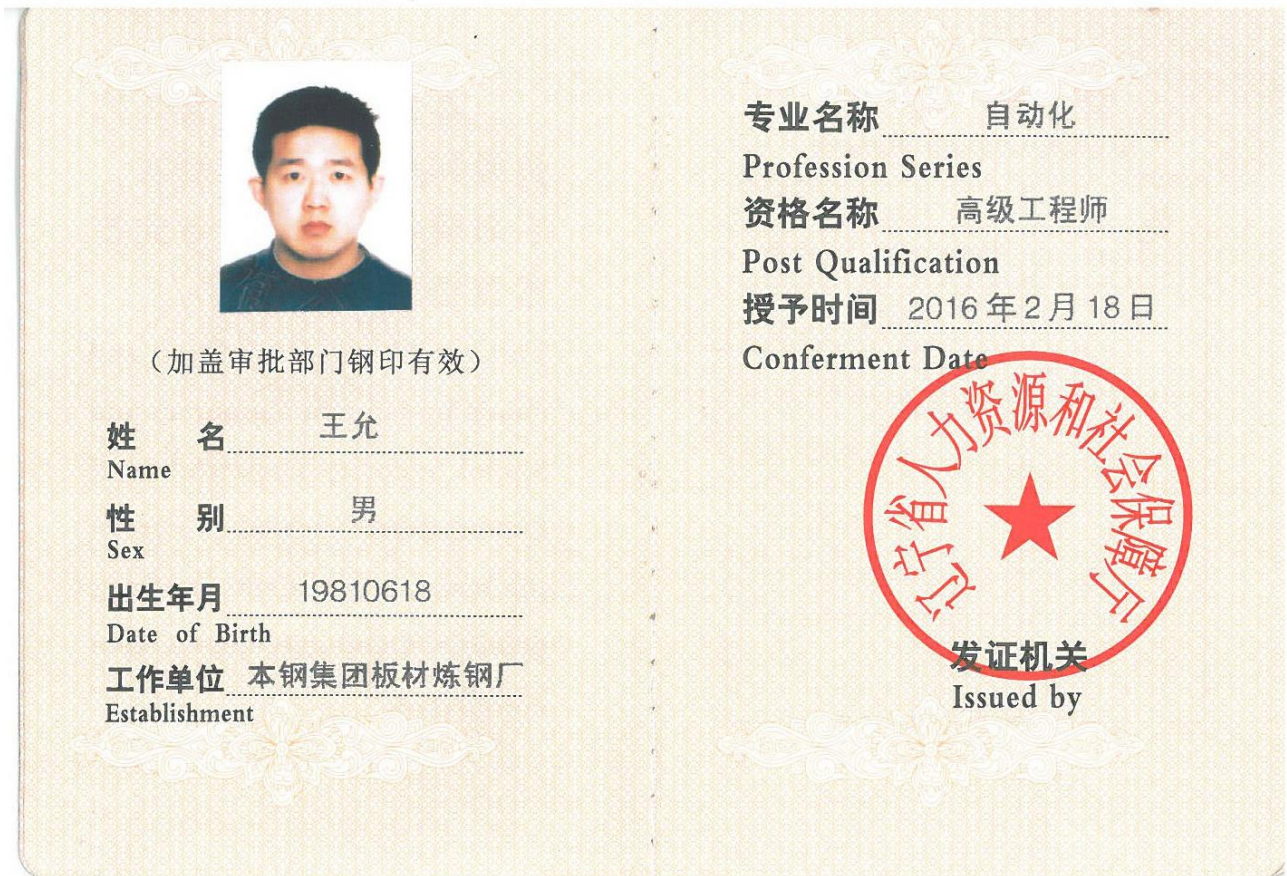 （加盖审批部门钢印有效）
姓 名 王允
Name
性 别 男
Sex
出生年月 19810618
Date of Birth
工作单位 本钢集团板材炼钢厂
Establishment
专业名称 自动化
Profession Series
资格名称 高级工程师
Post Qualification
授予时间 2016年2月18日
Conferment Date
辽宁省人力资源和社会保障厅
发证机关
Issued by